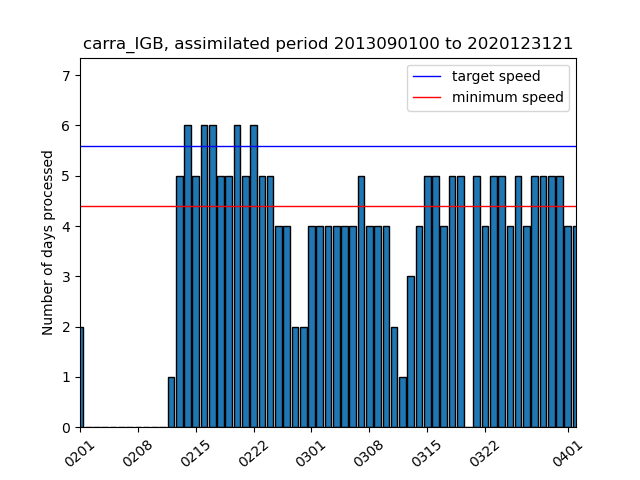 carra_IGB, assimilated period 2013090100 to 2020123121
target speed
minimum speed
Number of days processed
7
6
5
4
3
2
1
0
0201 0208 0215 0222 0301 0308 0315 0322 0401